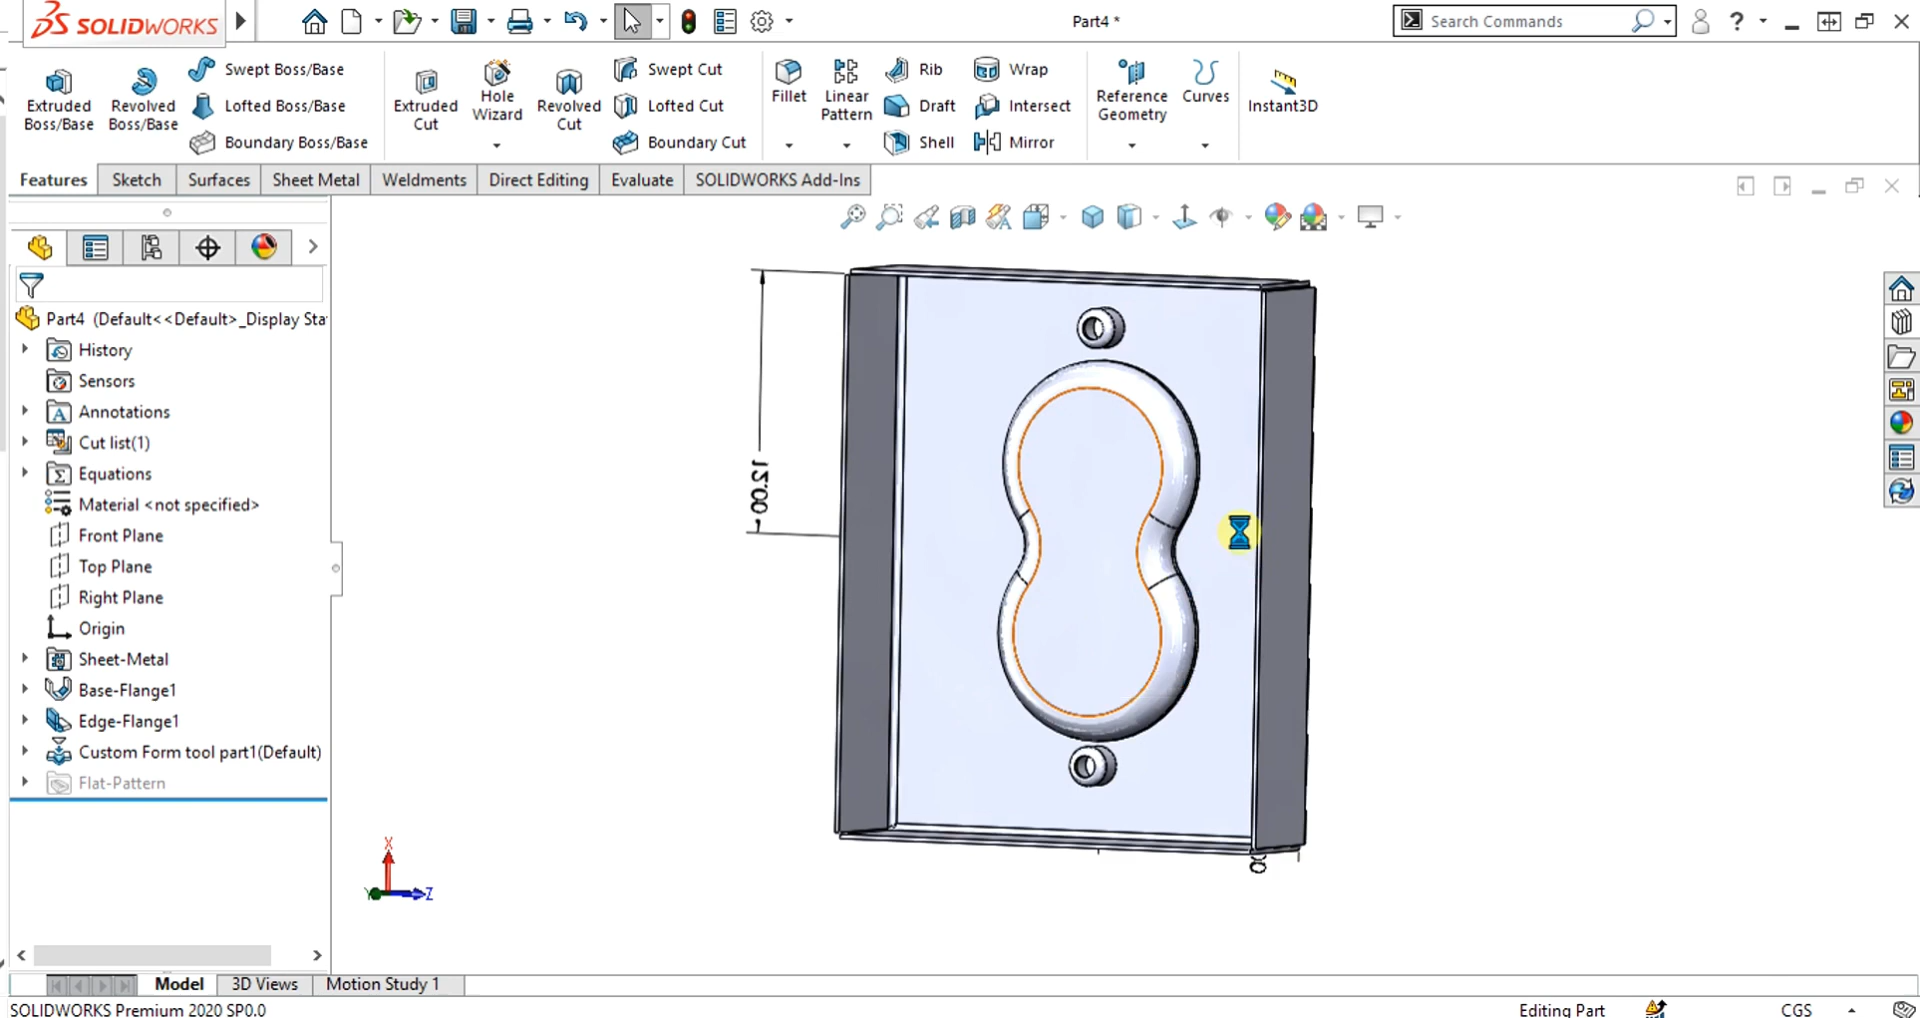 SOLIDWORKS
Part4 *
Search Commands
?
Extruded Boss/Base
Revolved Boss/Base
Swept Boss/Base
Lofted Boss/Base
Boundary Boss/Base
Extruded Cut
Hole Wizard
Revolved Cut
Swept Cut
Lofted Cut
Boundary Cut
Fillet
Linear Pattern
Rib
Draft
Shell
Wrap
Intersect
Mirror
Reference Geometry
Curves
Instant3D
Features
Sketch
Surfaces
Sheet Metal
Weldments
Direct Editing
Evaluate
SOLIDWORKS Add-Ins
Part4 (Default<<Default>_Display Sta
History
Sensors
Annotations
Cut list(1)
Equations
Material <not specified>
Front Plane
Top Plane
Right Plane
Origin
Sheet-Metal
Base-Flange1
Edge-Flange1
Custom Form tool part1(Default)
Flat-Pattern
12.00
X
Y
Z
Model
3D Views
Motion Study 1
SOLIDWORKS Premium 2020 SP0.0
Editing Part
CGS